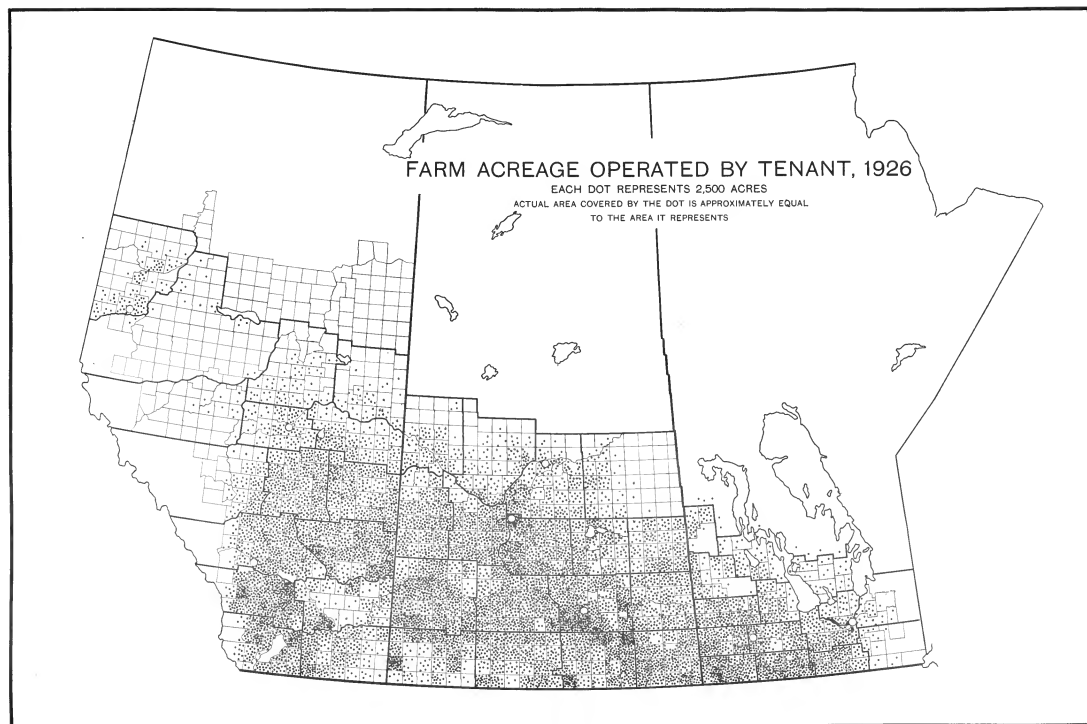 FARM ACREAGE OPERATED BY TENANT, 1926
EACH DOT REPRESENTS 2,500 ACRES
ACTUAL AREA COVERED BY THE DOT IS APPROXIMATELY EQUAL
TO THE AREA IT REPRESENTS